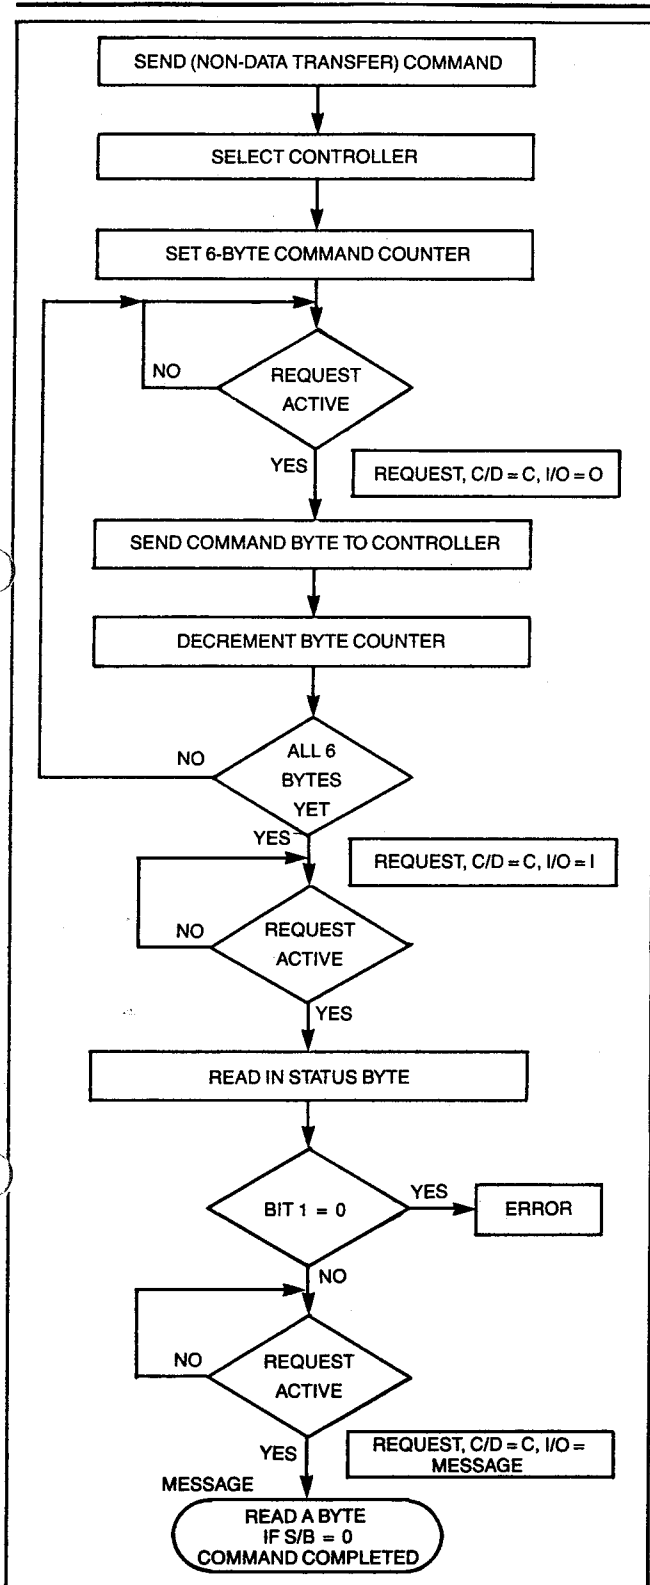 SEND (NON-DATA TRANSFER) COMMAND
SELECT CONTROLLER
SET 6-BYTE COMMAND COUNTER
REQUEST
ACTIVE
NO
YES
REQUEST, C/D = C, I/O = O
SEND COMMAND BYTE TO CONTROLLER
DECREMENT BYTE COUNTER
ALL 6
BYTES
YET
NO
YES
REQUEST, C/D = C, I/O = I
REQUEST
ACTIVE
NO
YES
READ IN STATUS BYTE
BIT 1 = 0
YES
ERROR
NO
REQUEST
ACTIVE
NO
YES
REQUEST, C/D = C, I/O =
MESSAGE
MESSAGE
READ A BYTE
IF S/B = 0
COMMAND COMPLETED